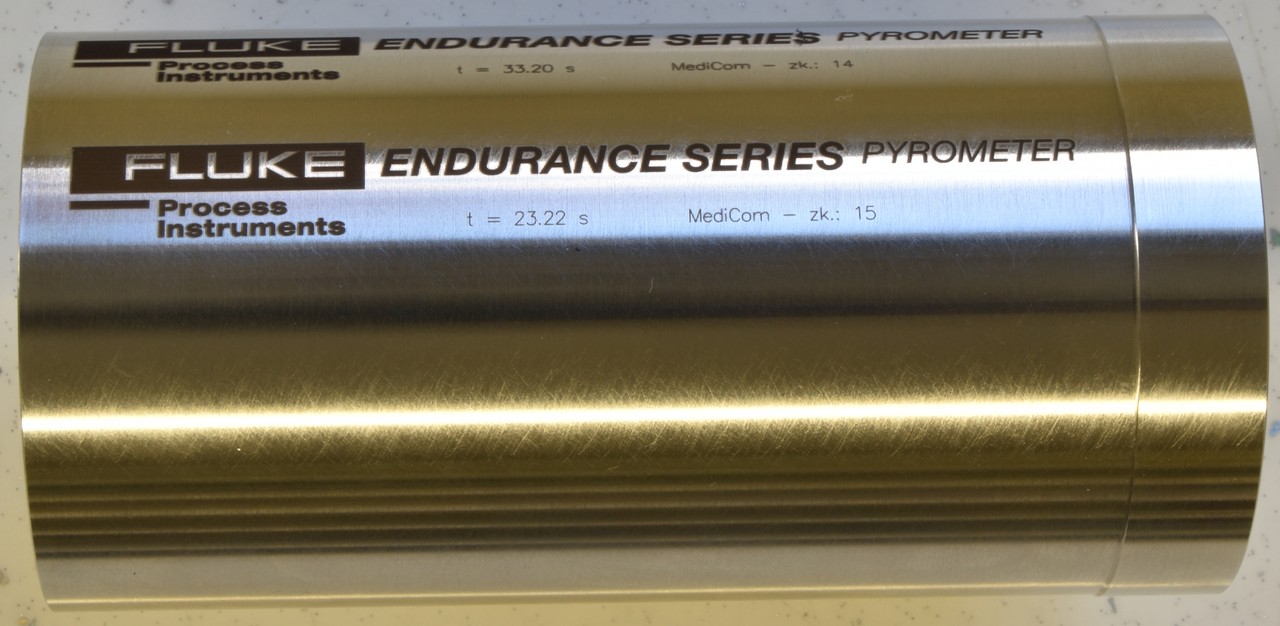 FLUKE ENDURANCE SERIES PYROMETER
Process
Instruments
t = 33.20 s MediCom - zk.: 14
FLUKE ENDURANCE SERIES PYROMETER
Process
Instruments
t = 23.22 s MediCom - zk.: 15